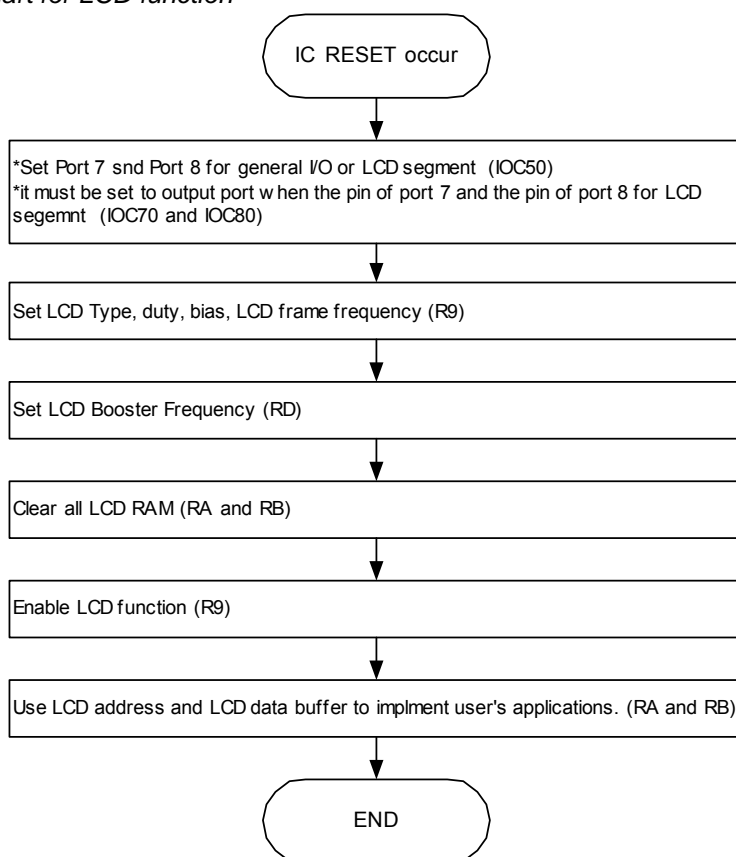 for LCD function
IC RESET occur
*Set Port 7 snd Port 8 for general I/O or LCD segment (IOC50)
*it must be set to output port when the pin of port 7 and the pin of port 8 for LCD
segemnt (IOC70 and IOC80)
Set LCD Type, duty, bias, LCD frame frequency (R9)
Set LCD Booster Frequency (RD)
Clear all LCD RAM (RA and RB)
Enable LCD function (R9)
Use LCD address and LCD data buffer to implment user's applications. (RA and RB)
END